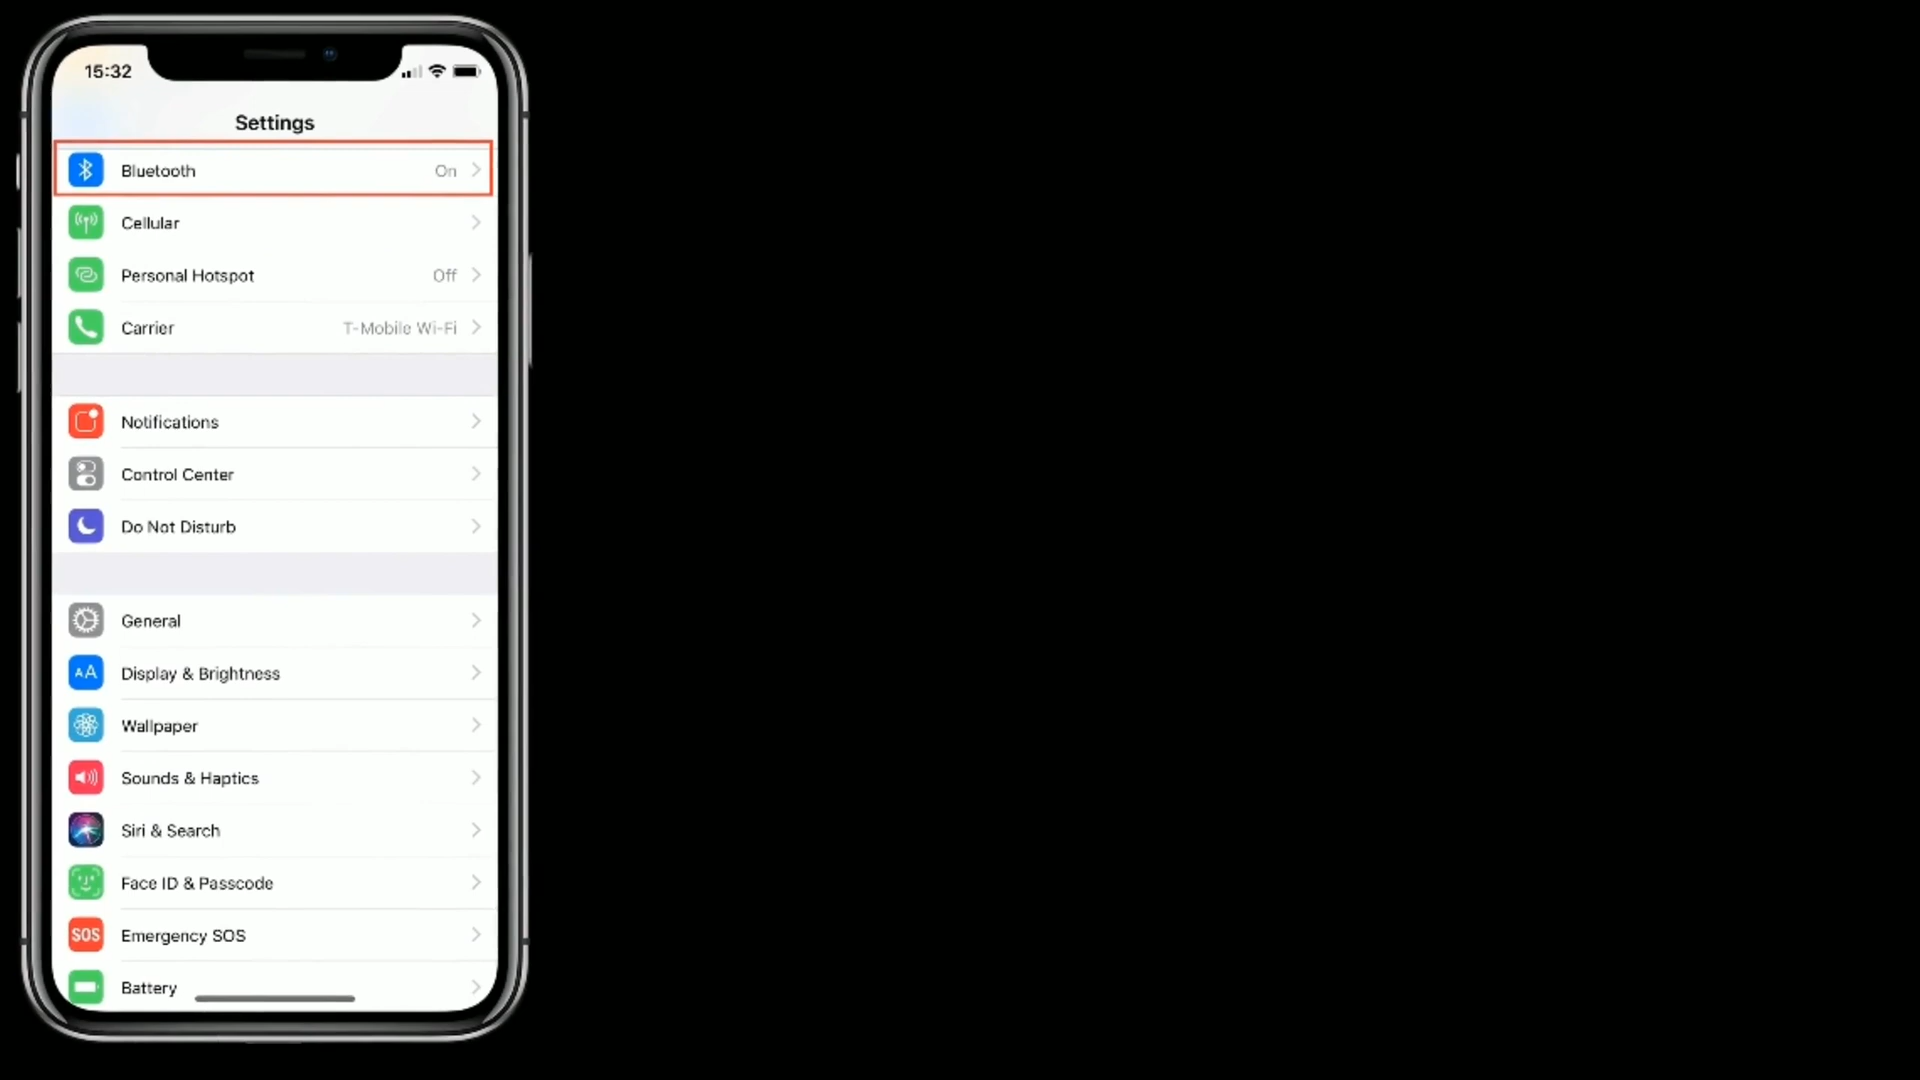 15:32
Settings
Bluetooth On
Cellular
Personal Hotspot Off
Carrier T-Mobile Wi-Fi
Notifications
Control Center
Do Not Disturb
General
AA Display & Brightness
Wallpaper
Sounds & Haptics
Siri & Search
Face ID & Passcode
SOS Emergency SOS
Battery